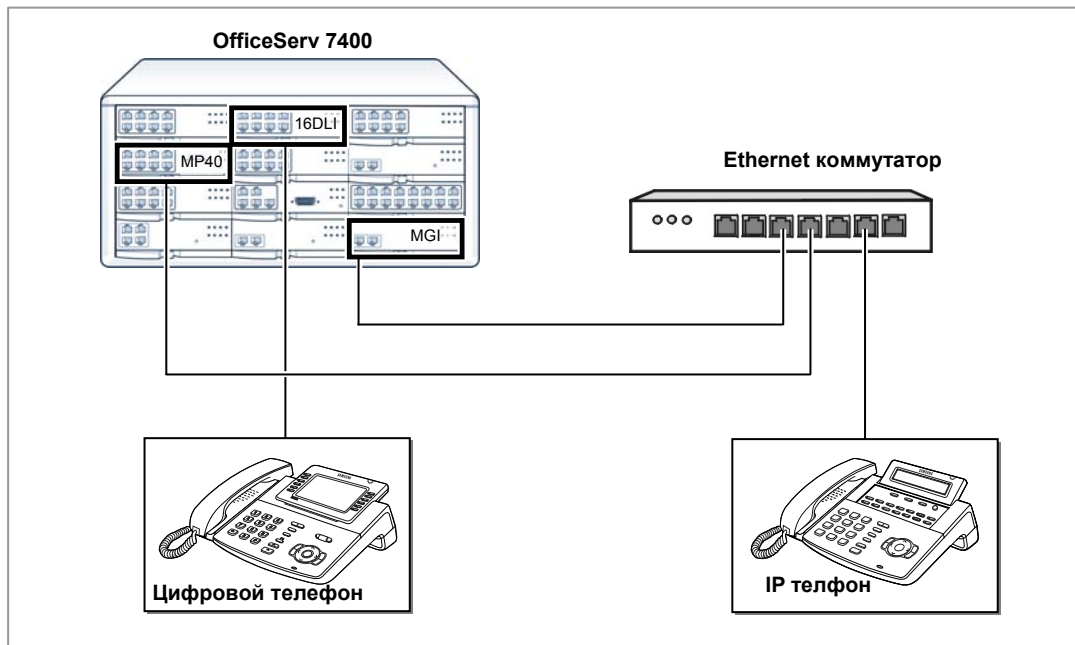 OfficeServ 7400
16DLI
MP40
Ethernet коммутатор
MGI
Цифровой телефон
IP телфон